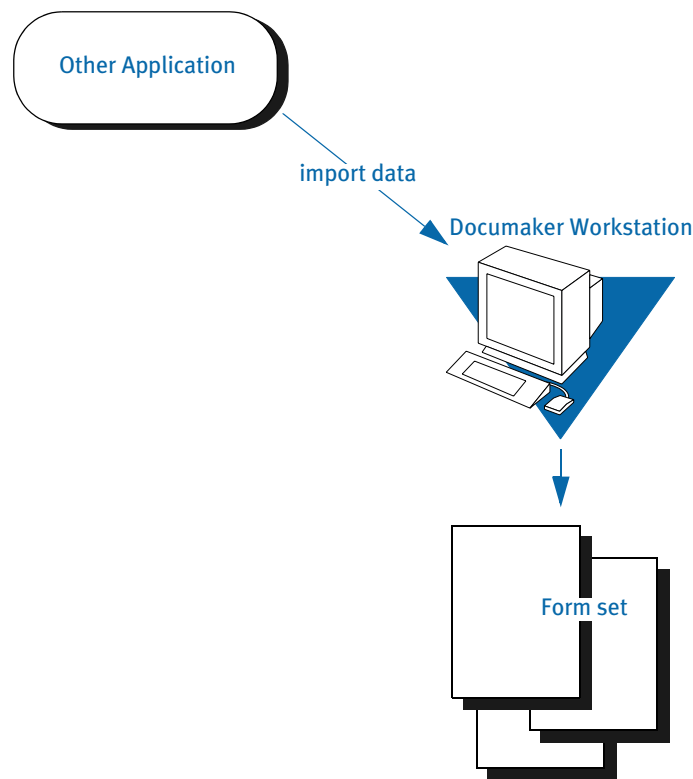 Other Application
import data
Documaker Workstation
Form set